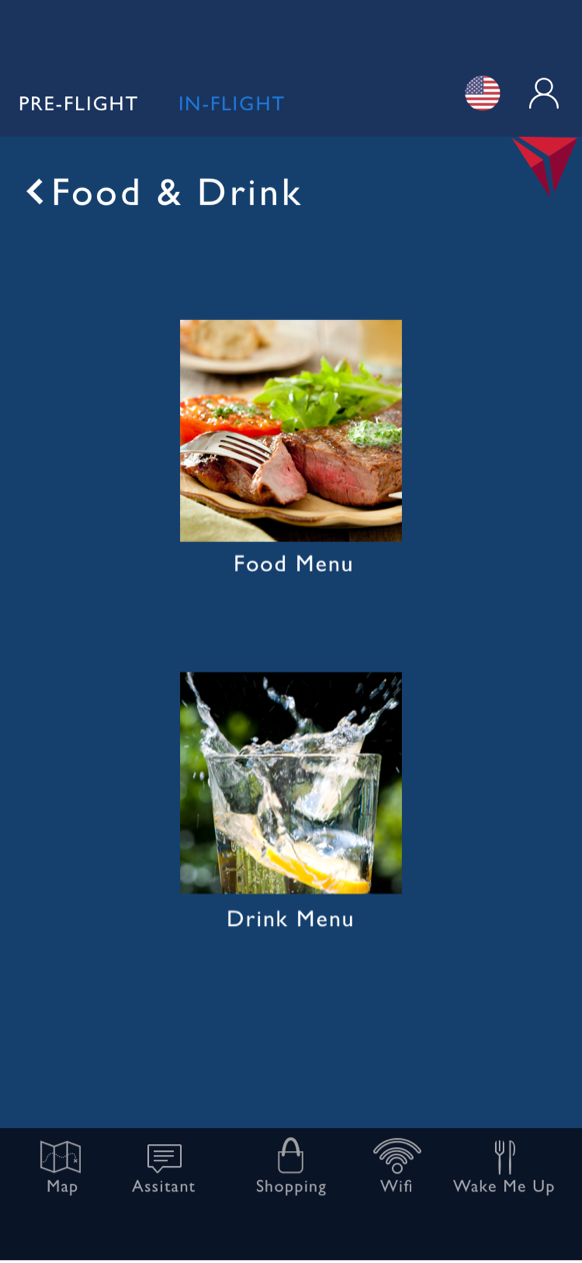 PRE-FLIGHT IN-FLIGHT
Food & Drink
Food Menu
Drink Menu
Map Assitant Shopping Wifi Wake Me Up